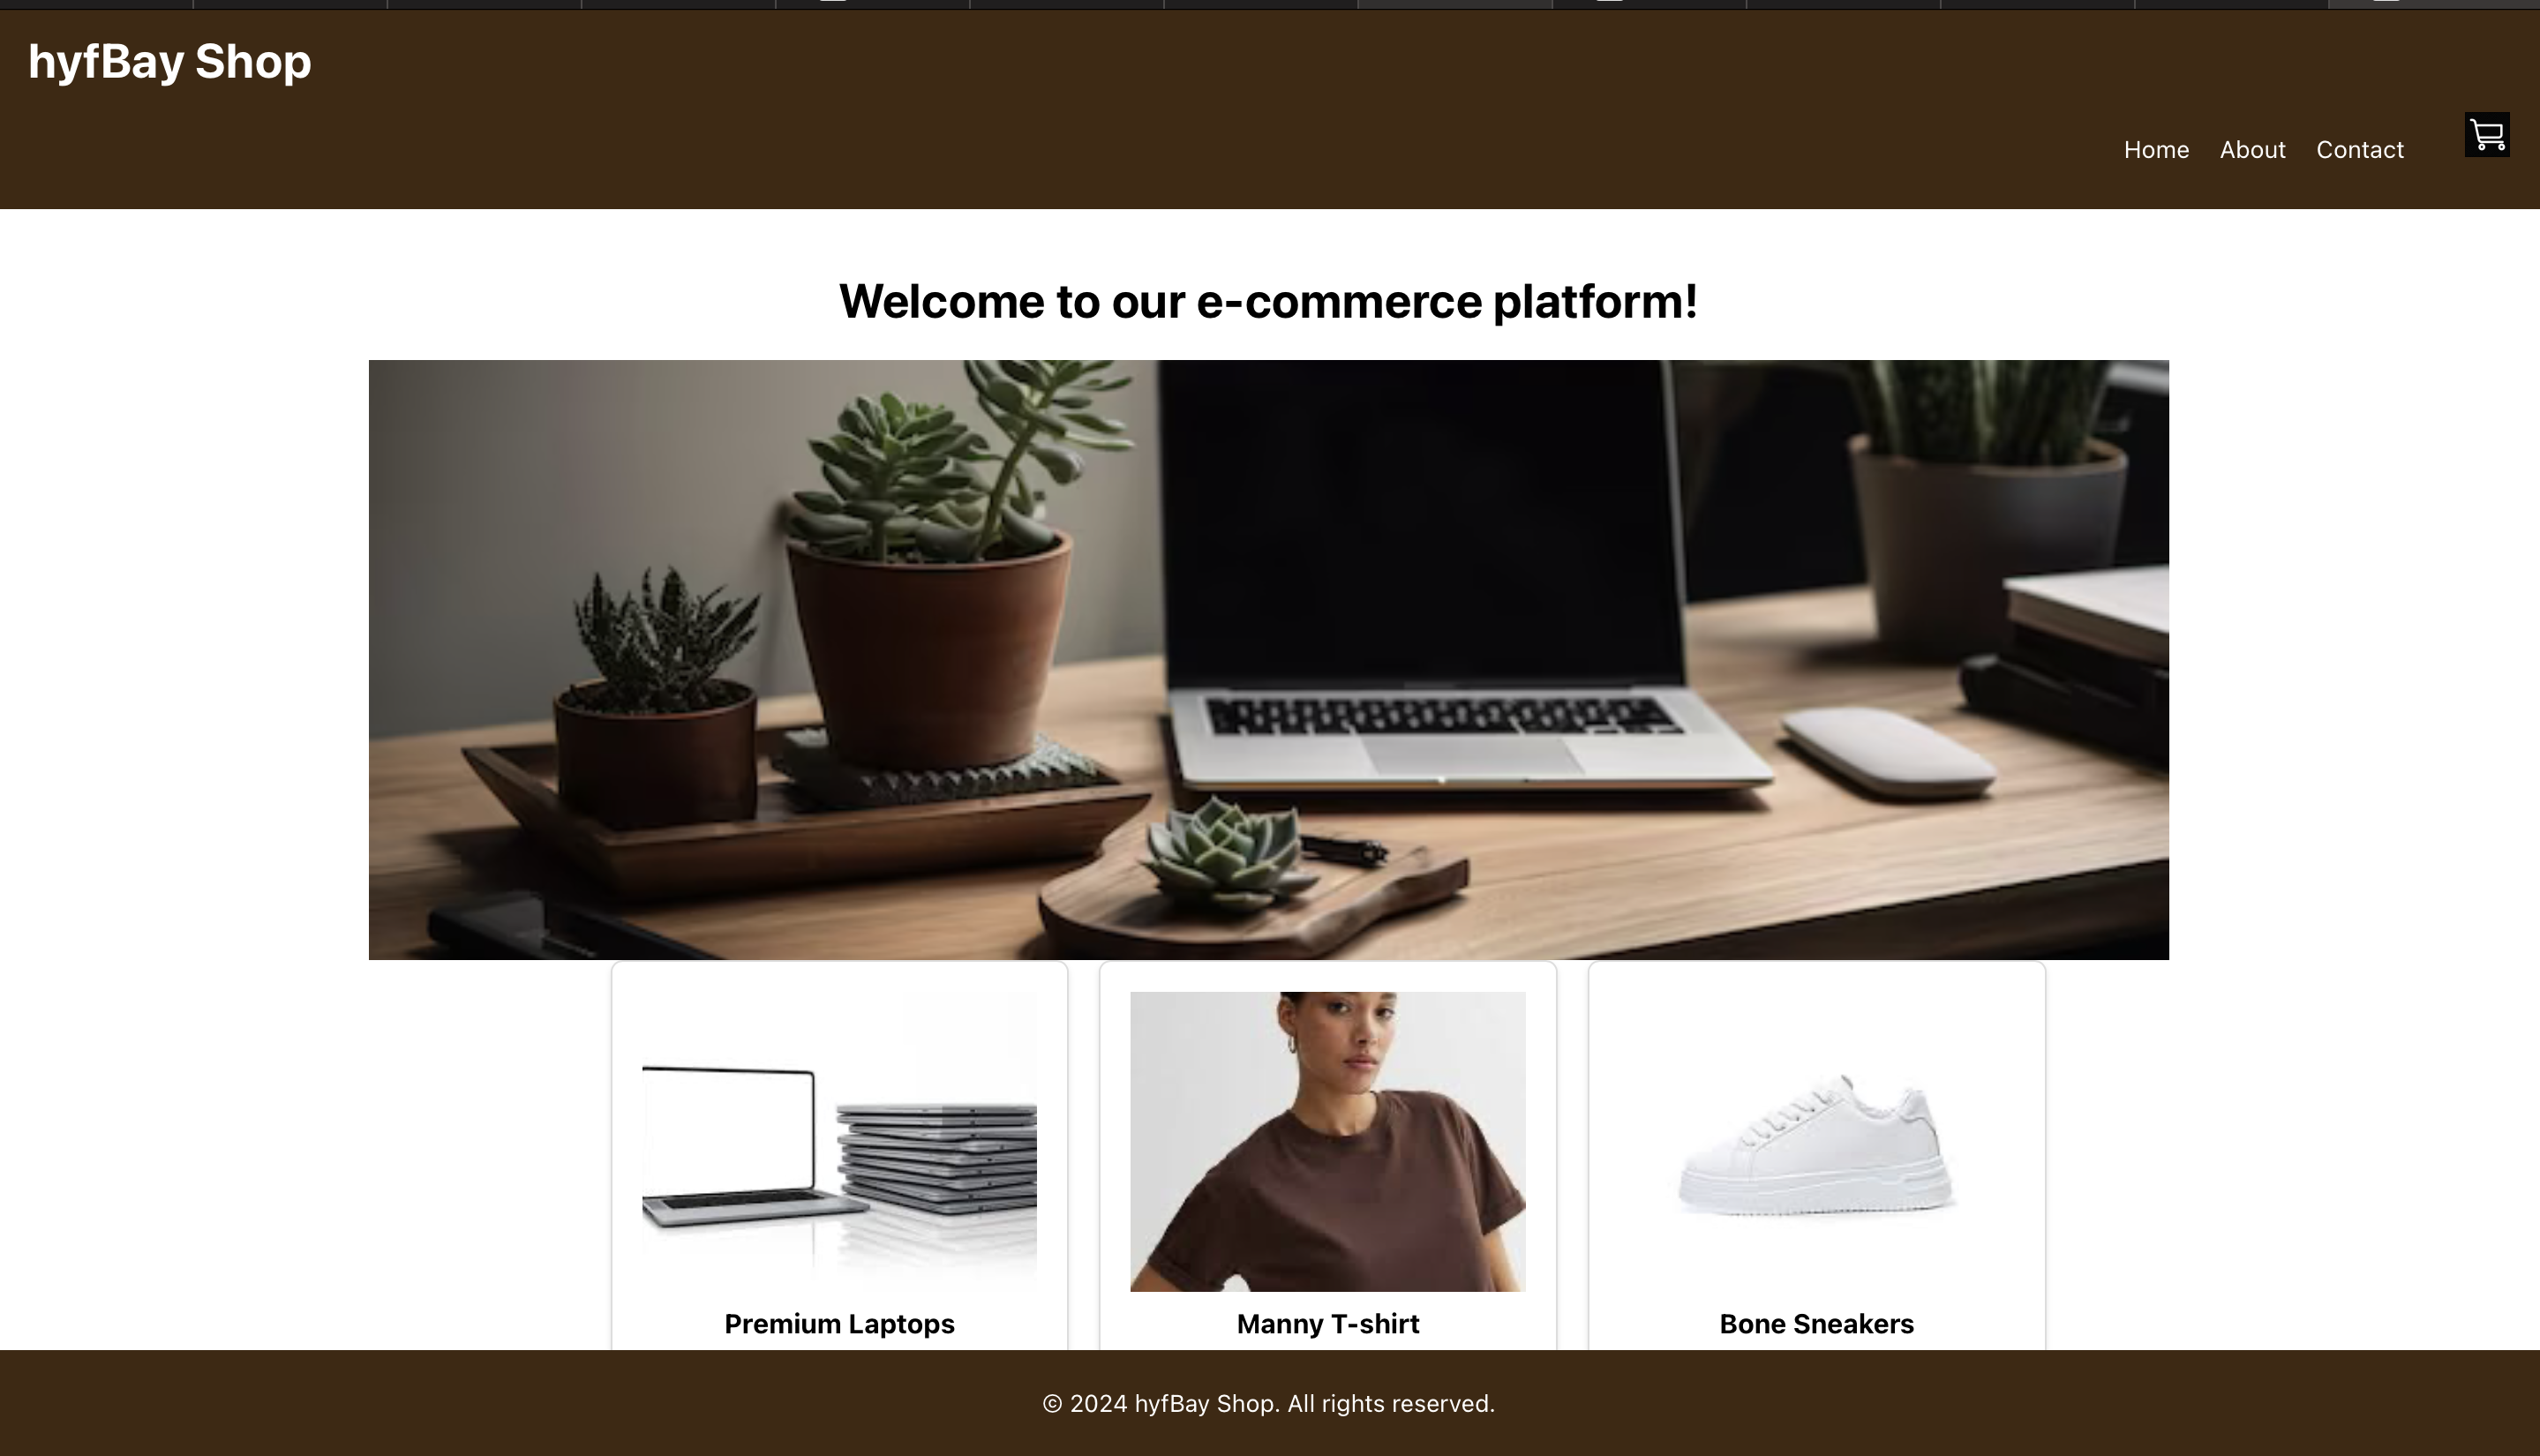 hyfBay Shop
Home About Contact
Welcome to our e-commerce platform!
Premium Laptops Manny T-shirt Bone Sneakers
© 2024 hyfBay Shop. All rights reserved.